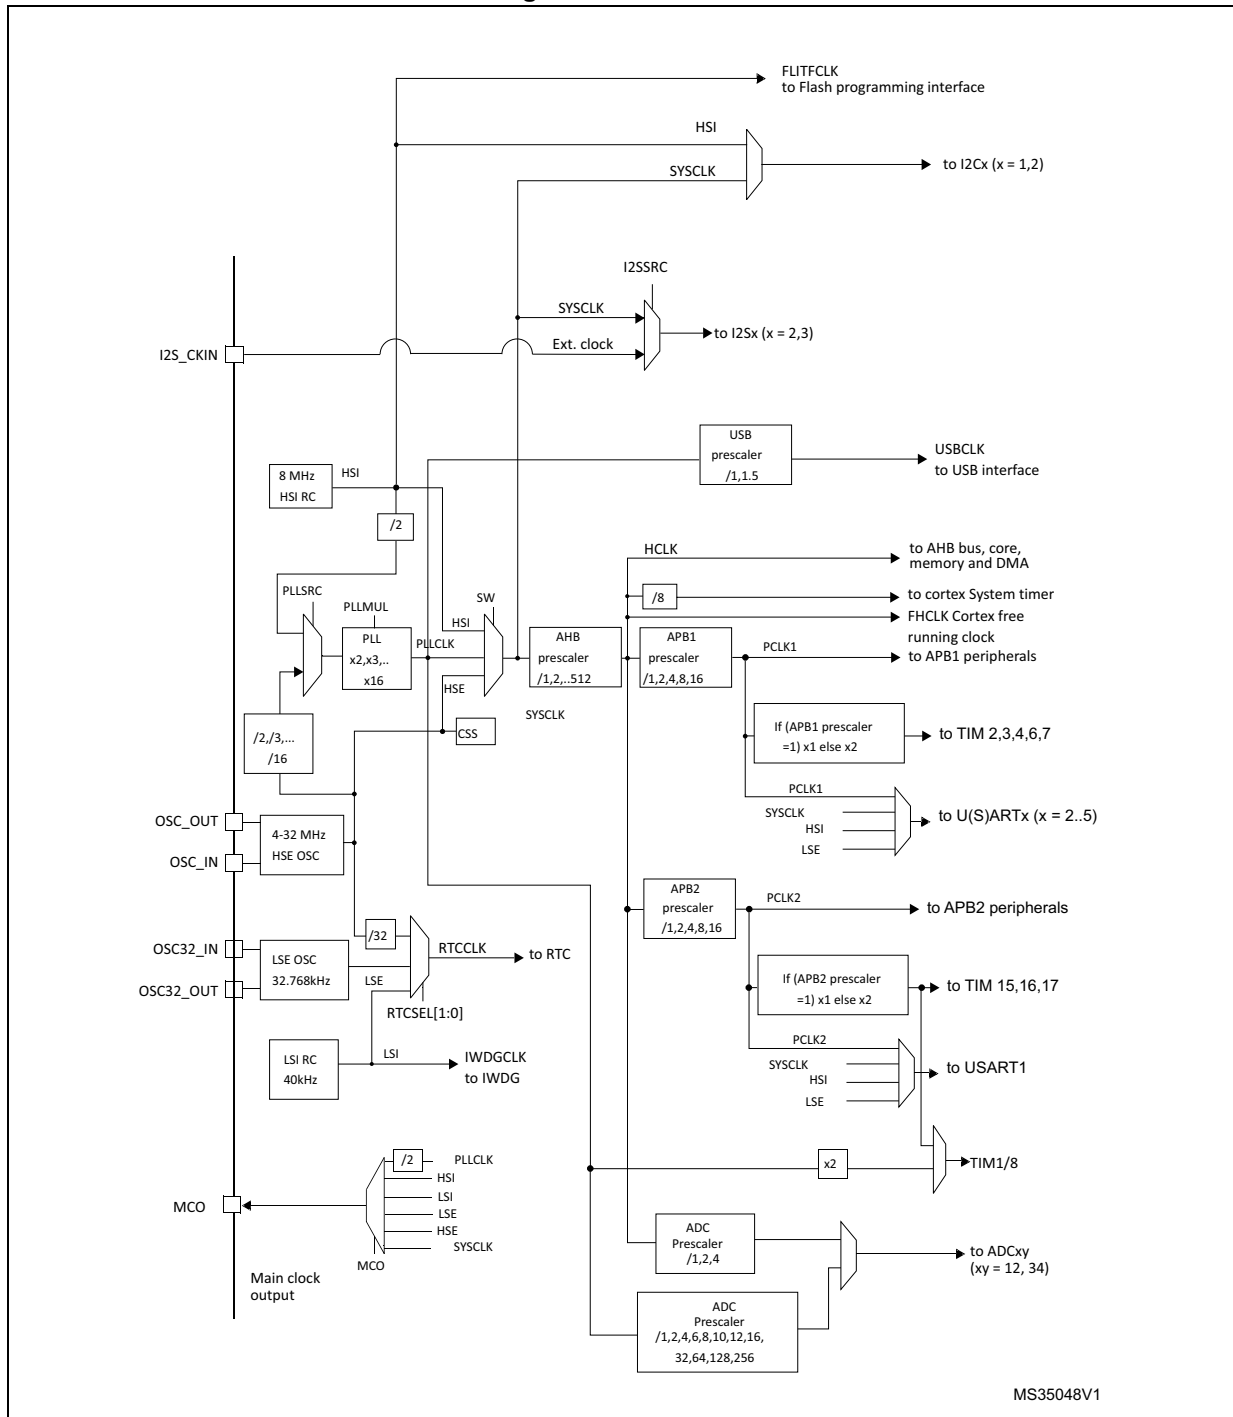 FLITFCLK
to Flash programming interface
HSI
to I2Cx (x = 1,2)
SYSCLK
I2SSRC
SYSCLK
to I2Sx (x = 2,3)
I2S_CKIN
Ext. clock
USB
prescaler
/1,1.5
USBCLK
to USB interface
8 MHz
HSI RC
HSI
/2
HCLK
to AHB bus, core,
memory and DMA
/8
to cortex System timer
FHCLK Cortex free
running clock
PLLSRC
PLLMUL
PLL
x2,x3,..
x16
PLLCLK
SW
HSI
HSE
AHB
prescaler
/1,2,..512
APB1
prescaler
/1,2,4,8,16
PCLK1
to APB1 peripherals
SYSCLK
/2,/3,...
/16
CSS
If (APB1 prescaler
=1) x1 else x2
to TIM 2,3,4,6,7
PCLK1
SYSCLK
HSI
LSE
to U(S)ARTx (x = 2..5)
OSC_OUT
OSC_IN
4-32 MHz
HSE OSC
APB2
prescaler
/1,2,4,8,16
PCLK2
to APB2 peripherals
OSC32_IN
OSC32_OUT
LSE OSC
32.768kHz
/32
LSE
RTCCLK
to RTC
RTCSEL[1:0]
If (APB2 prescaler
=1) x1 else x2
to TIM 15,16,17
LSI RC
40kHz
LSI
IWDGCLK
to IWDG
PCLK2
SYSCLK
HSI
LSE
to USART1
x2
TIM1/8
MCO
/2
PLLCLK
HSI
LSI
LSE
HSE
SYSCLK
MCO
Main clock
output
ADC
Prescaler
/1,2,4
to ADCxy
(xy = 12, 34)
ADC
Prescaler
/1,2,4,6,8,10,12,16,
32,64,128,256
MS35048V1